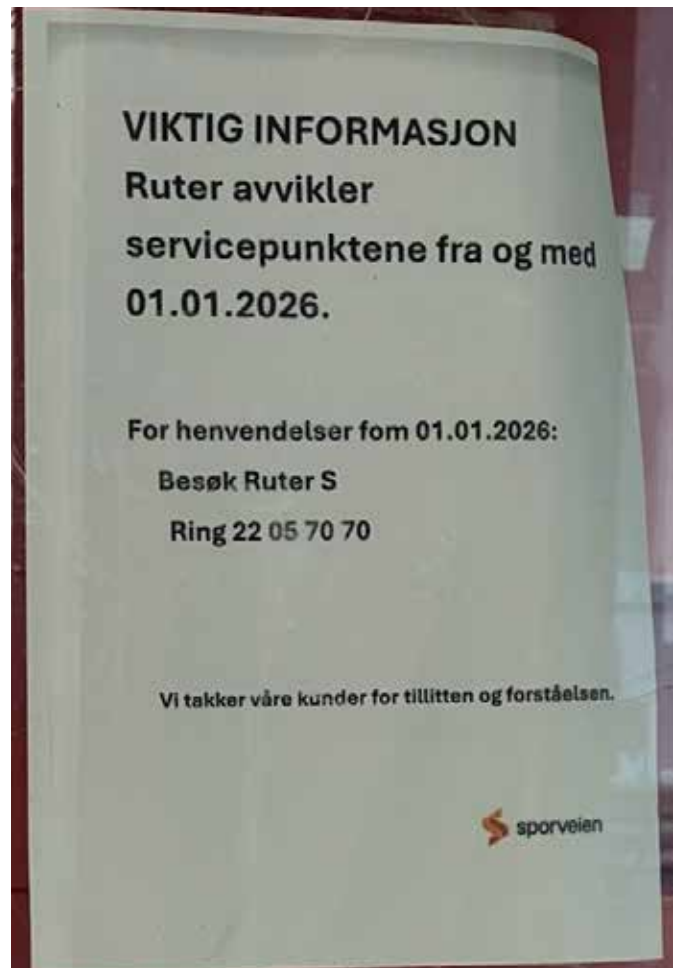 VIKTIG INFORMASJON
Ruter avvikler
servicepunktene fra og med
01.01.2026.
For henvendelser fom 01.01.2026:
Besøk Ruter S
Ring 22 05 70 70
Vi takker våre kunder for tillitten og forståelsen.
sporveien